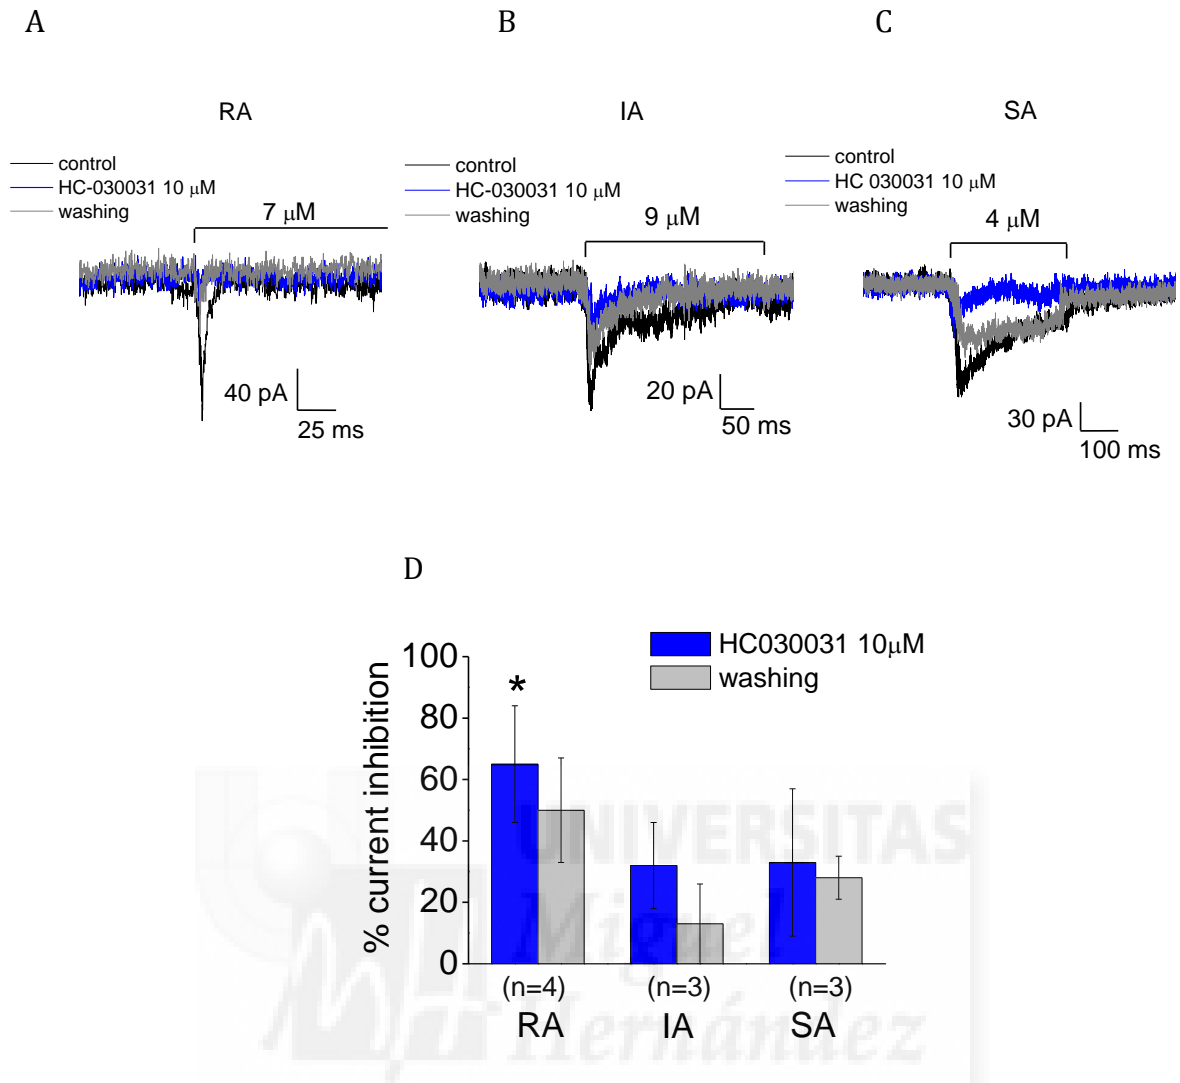 A
B
C
RA
IA
SA
control
HC-030031 10 μM
washing
7 μM
40 pA
25 ms
control
HC-030031 10 μM
washing
9 μM
20 pA
50 ms
control
HC 030031 10 μM
washing
4 μM
30 pA
100 ms
D
HC030031 10μM
washing
% current inhibition
100
80
60
40
20
0
*
(n=4)
(n=3)
(n=3)
RA
IA
SA
UNIVERSITAS
Miguel
Hernández